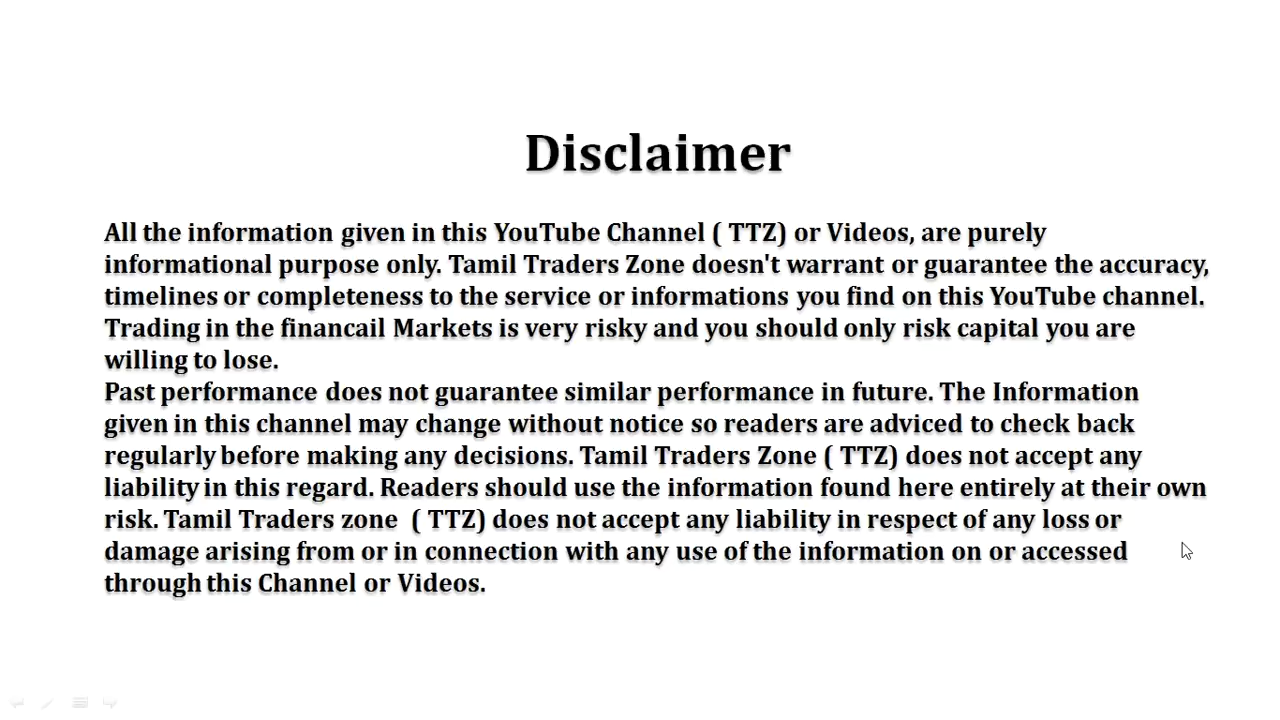 Disclaimer
All the information given in this YouTube Channel ( TTZ) or Videos, are purely
informational purpose only. Tamil Traders Zone doesn't warrant or guarantee the accuracy,
timelines or completeness to the service or informations you find on this YouTube channel.
Trading in the financail Markets is very risky and you should only risk capital you are
willing to lose.
Past performance does not guarantee similar performance in future. The Information
given in this channel may change without notice so readers are adviced to check back
regularly before making any decisions. Tamil Traders Zone ( TTZ) does not accept any
liability in this regard. Readers should use the information found here entirely at their own
risk. Tamil Traders zone  ( TTZ) does not accept any liability in respect of any loss or
damage arising from or in connection with any use of the information on or accessed
through this Channel or Videos.